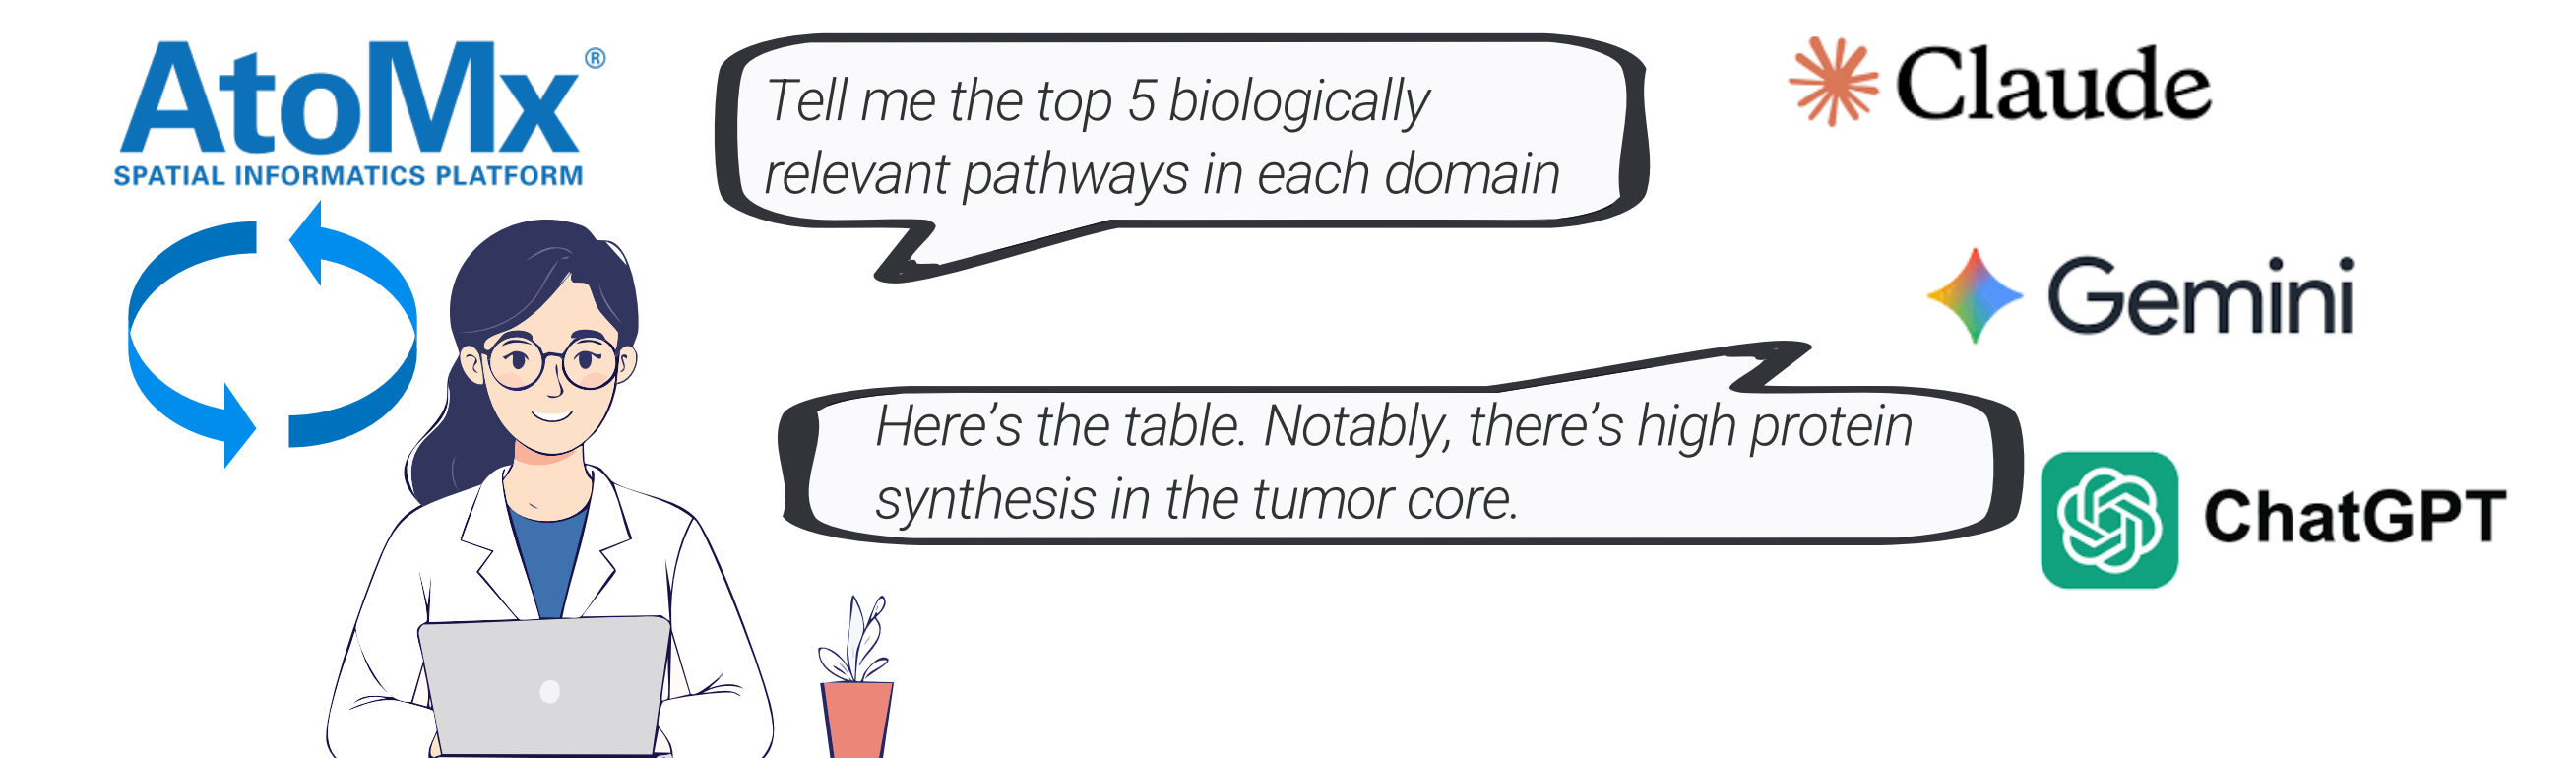 AtoMx®
SPATIAL INFORMATICS PLATFORM
Tell me the top 5 biologically
relevant pathways in each domain
Claude
Gemini
Here’s the table. Notably, there’s high protein
synthesis in the tumor core.
ChatGPT